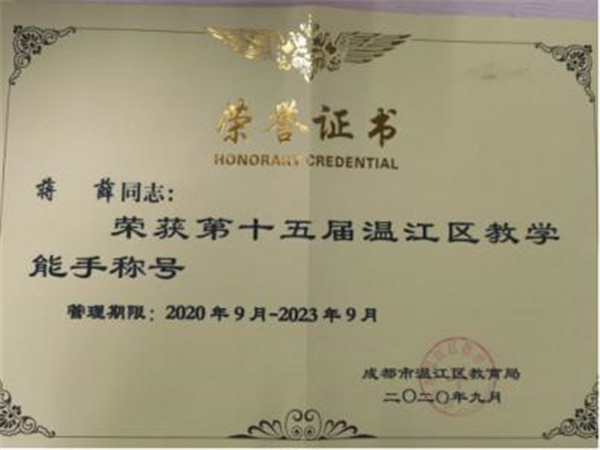 荣誉证书
HONORARY CREDENTIAL
蒋 薛同志：
荣获第十五届温江区教学
能手称号
管理期限：2020年9月-2023年9月
成都市温江区教育局
二〇二〇年九月